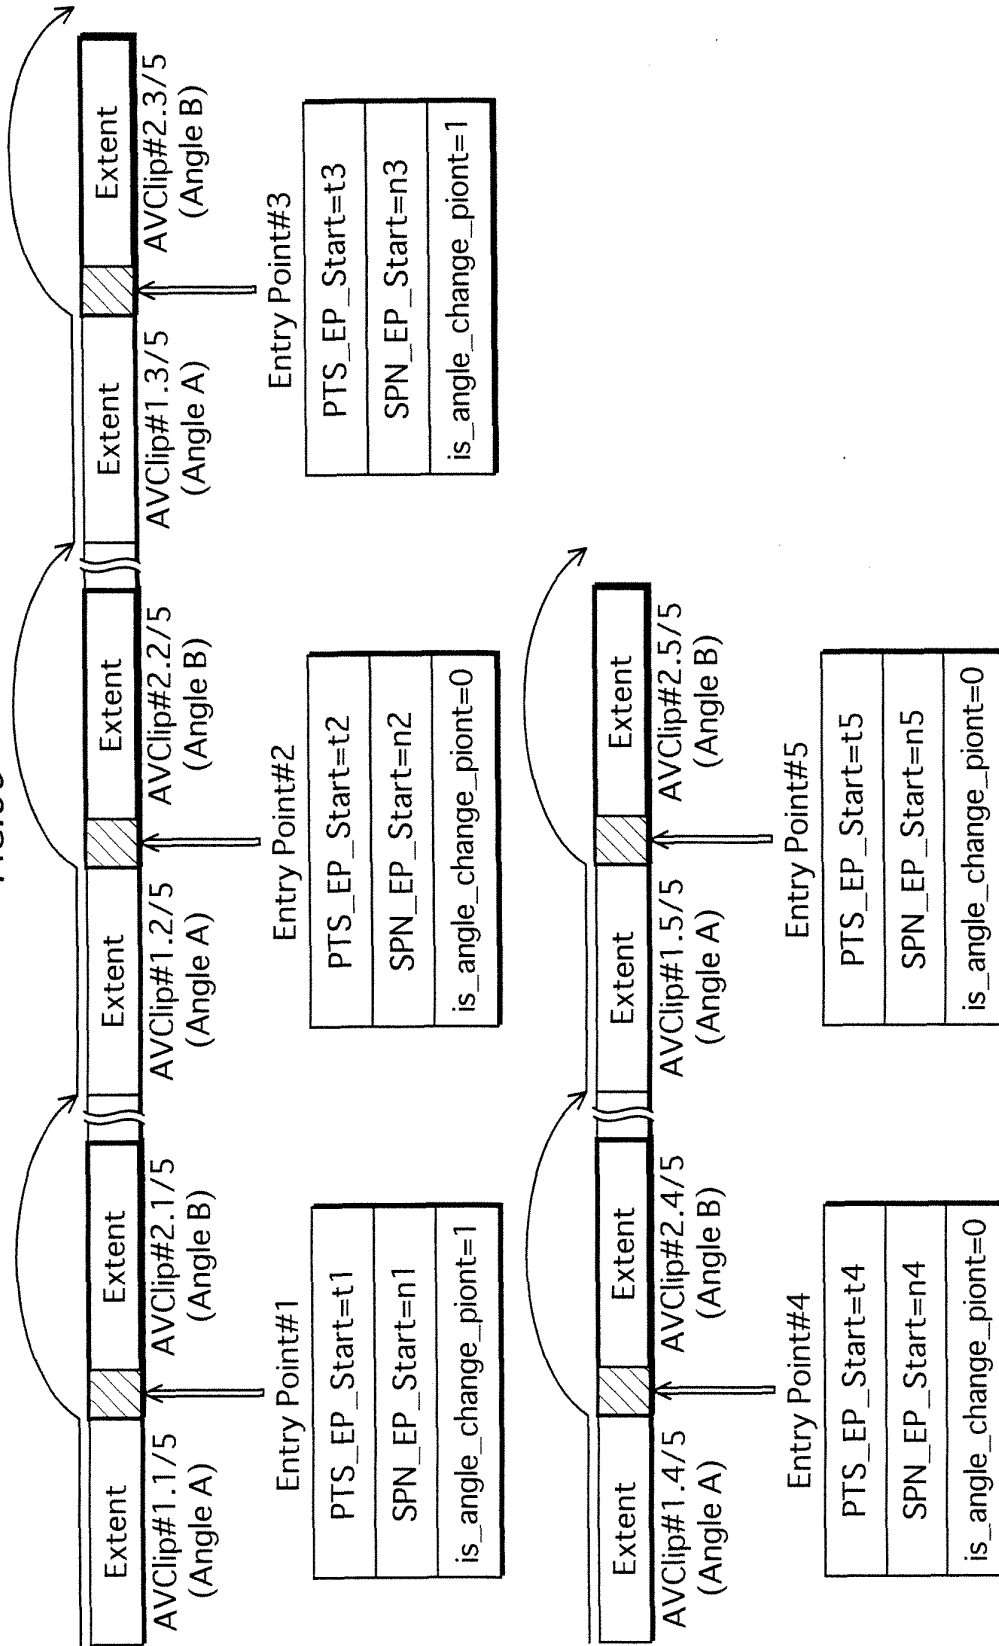 Extent
Extent
Extent
Extent
Extent
Extent
AVClip#1.1/5
(Angle A)
AVClip#2.1/5
(Angle B)
AVClip#1.2/5
(Angle A)
AVClip#2.2/5
(Angle B)
AVClip#1.3/5
(Angle A)
AVClip#2.3/5
(Angle B)
Entry Point#1
PTS_EP_Start=t1
SPN_EP_Start=n1
is_angle_change_piont=1
Entry Point#2
PTS_EP_Start=t2
SPN_EP_Start=n2
is_angle_change_piont=0
Entry Point#3
PTS_EP_Start=t3
SPN_EP_Start=n3
is_angle_change_piont=1
Extent
Extent
Extent
Extent
AVClip#1.4/5
(Angle A)
AVClip#2.4/5
(Angle B)
AVClip#1.5/5
(Angle A)
AVClip#2.5/5
(Angle B)
Entry Point#4
PTS_EP_Start=t4
SPN_EP_Start=n4
is_angle_change_piont=0
Entry Point#5
PTS_EP_Start=t5
SPN_EP_Start=n5
is_angle_change_piont=0